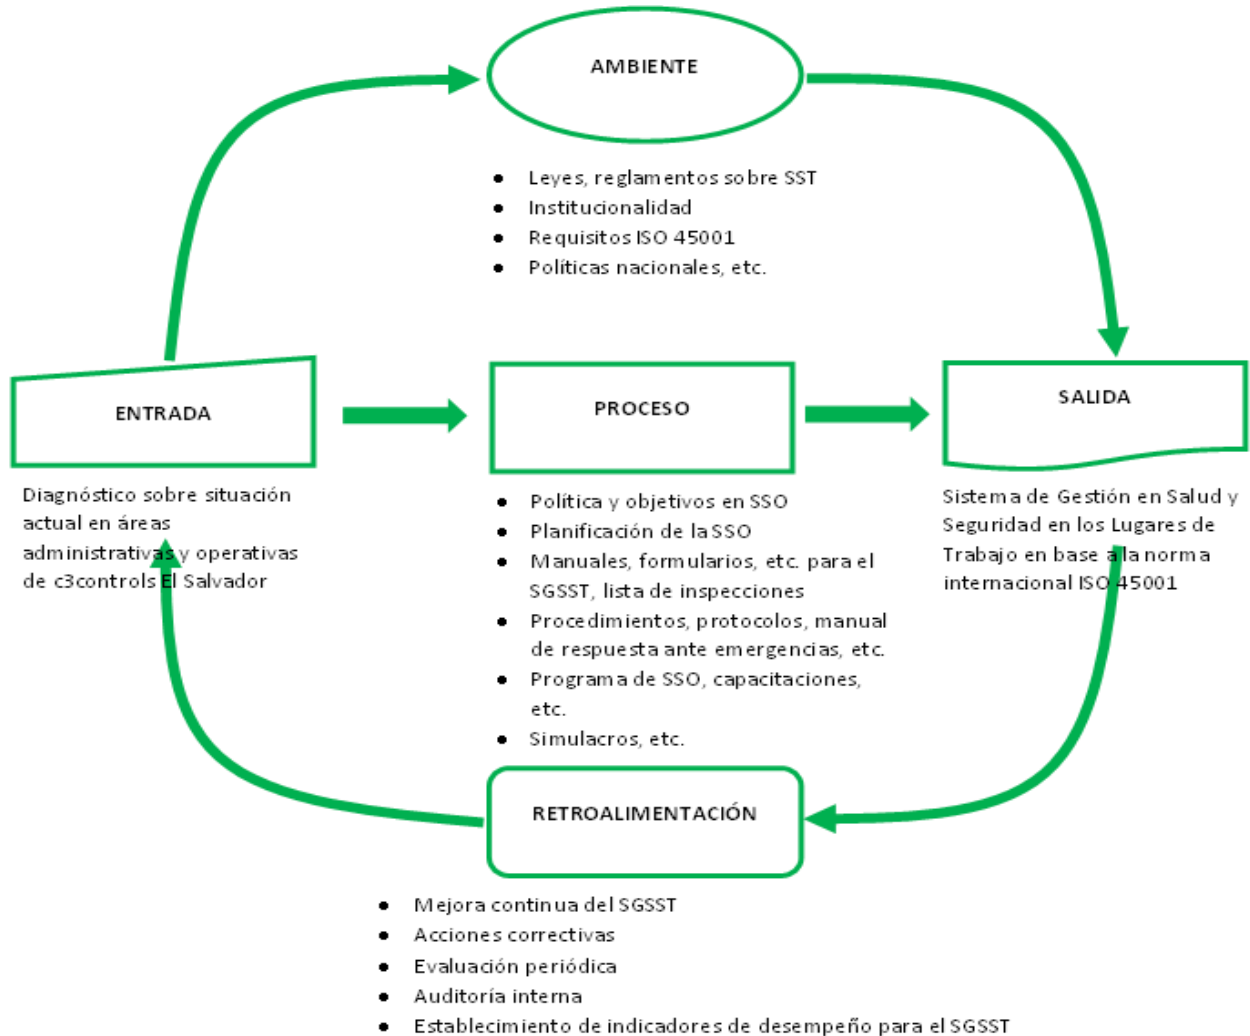 AMBIENTE
● Leyes, reglamentos sobre SST
● Institucionalidad
● Requisitos ISO 45001
● Políticas nacionales, etc.
ENTRADA
Diagnóstico sobre situación
actual en áreas
administrativas y operativas
de c3controls El Salvador
PROCESO
● Política y objetivos en SSO
● Planificación de la SSO
● Manuales, formularios, etc. para el
SGSST, lista de inspecciones
● Procedimientos, protocolos, manual
de respuesta ante emergencias, etc.
● Programa de SSO, capacitaciones,
etc.
● Simulacros, etc.
SALIDA
Sistema de Gestión en Salud y
Seguridad en los Lugares de
Trabajo en base a la norma
internacional ISO 45001
RETROALIMENTACIÓN
● Mejora continua del SGSST
● Acciones correctivas
● Evaluación periódica
● Auditoría interna
● Establecimiento de indicadores de desempeño para el SGSST